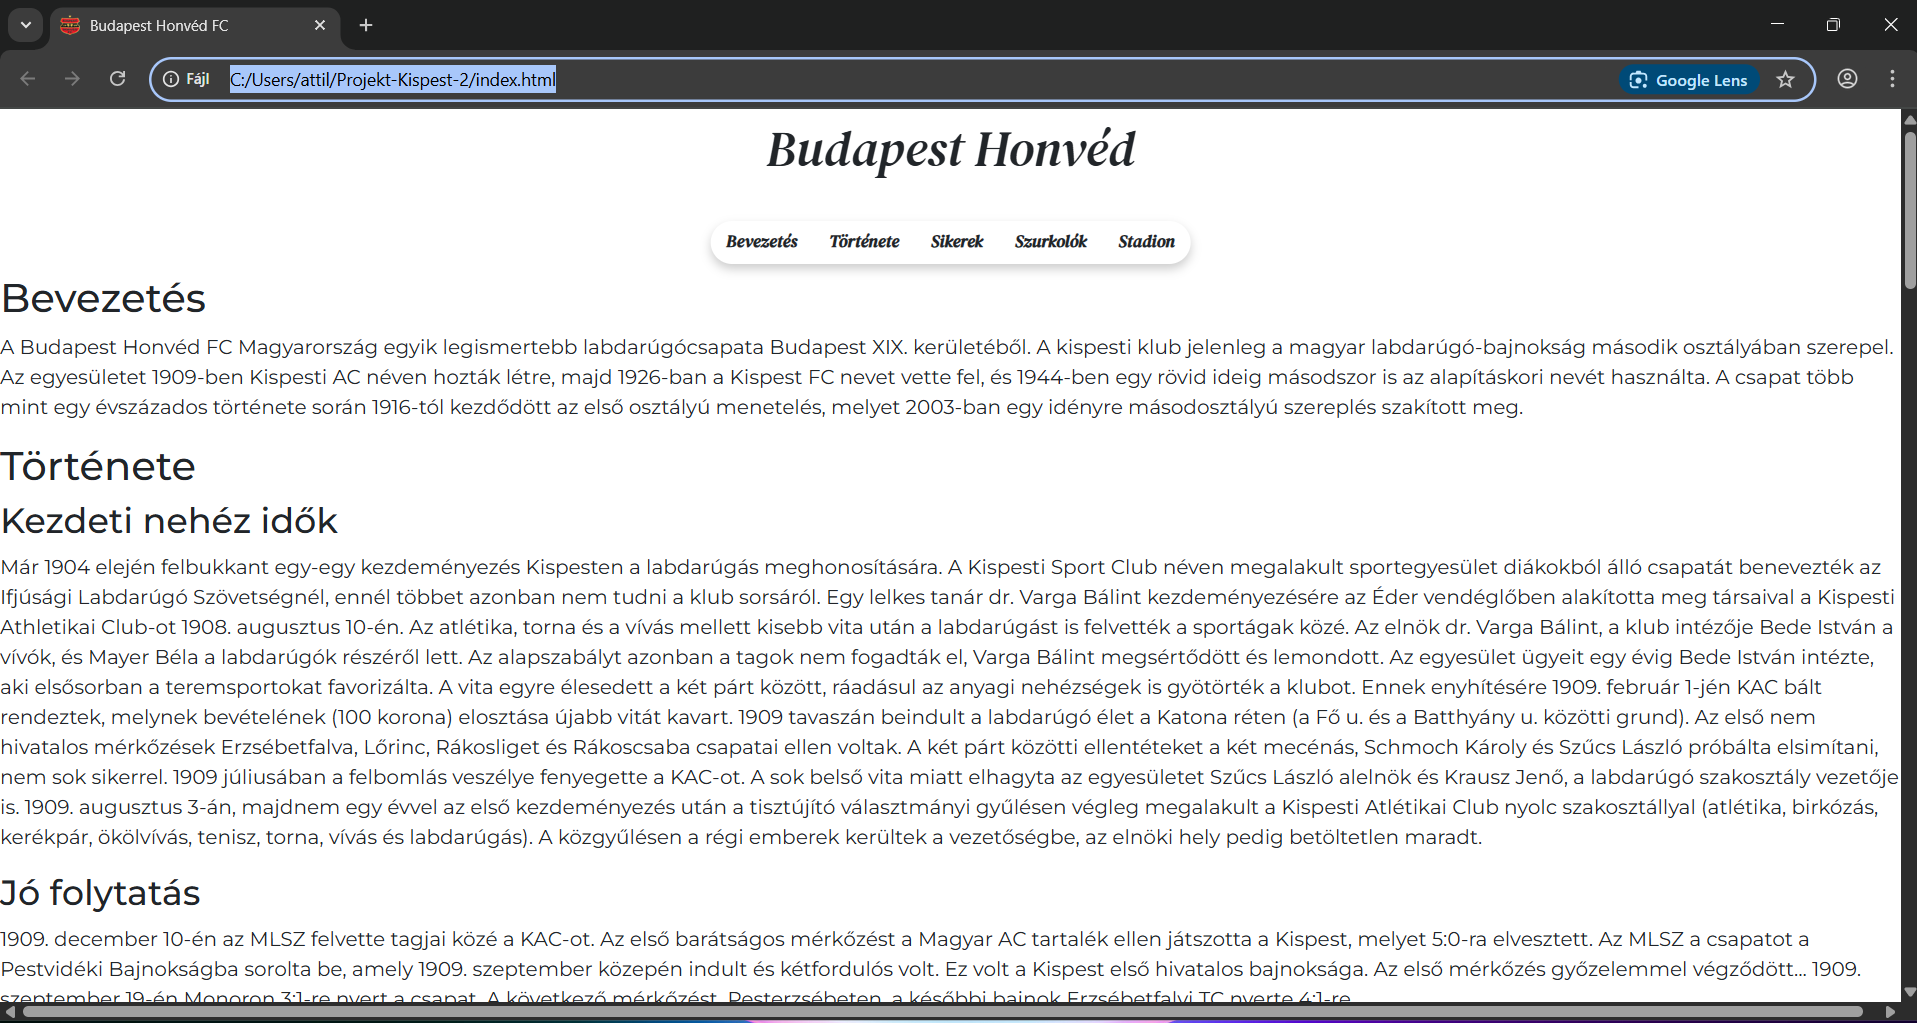 Budapest Honvéd FC
Fájl
C:/Users/attil/Projekt-Kispest-2/index.html
Google Lens
Budapest Honvéd
Bevezetés Története Sikerek Szurkolók Stadion
Bevezetés
A Budapest Honvéd FC Magyarország egyik legismertebb labdarúgócsapata Budapest XIX. kerületéből. A kispesti klub jelenleg a magyar labdarúgó-bajnokság második osztályában szerepel.
Az egyesületet 1909-ben Kispesti AC néven hozták létre, majd 1926-ban a Kispest FC nevet vette fel, és 1944-ben egy rövid ideig másodszor is az alapításkori nevét használta. A csapat több
mint egy évszázados története során 1916-tól kezdődött az első osztályú menetelés, melyet 2003-ban egy idényre másodosztályú szereplés szakított meg.
Története
Kezdeti nehéz idők
Már 1904 elején felbukkant egy-egy kezdeményezés Kispesten a labdarúgás meghonosítására. A Kispesti Sport Club néven megalakult sportegyesület diákokból álló csapatát benevezték az
Ifjúsági Labdarúgó Szövetségnél, ennél többet azonban nem tudni a klub sorsáról. Egy lelkes tanár dr. Varga Bálint kezdeményezésére az Éder vendéglőben alakította meg társaival a Kispesti
Athletikai Club-ot 1908. augusztus 10-én. Az atlétika, torna és a vívás mellett kisebb vita után a labdarúgást is felvették a sportágak közé. Az elnök dr. Varga Bálint, a klub intézője Bede István a
vívók, és Mayer Béla a labdarúgók részéről lett. Az alapszabályt azonban a tagok nem fogadták el, Varga Bálint megsértődött és lemondott. Az egyesület ügyeit egy évig Bede István intézte,
aki elsősorban a teremsportokat favorizálta. A vita egyre élesedett a két párt között, ráadásul az anyagi nehézségek is gyötörték a klubot. Ennek enyhítésére 1909. február 1-jén KAC bált
rendeztek, melynek bevételének (100 korona) elosztása újabb vitát kavart. 1909 tavaszán beindult a labdarúgó élet a Katona réten (a Fő u. és a Batthyány u. közötti grund). Az első nem
hivatalos mérkőzések Erzsébetfalva, Lőrinc, Rákosliget és Rákoscsaba csapatai ellen voltak. A két párt közötti ellentéteket a két mecénás, Schmoch Károly és Szűcs László próbálta elsimítani,
nem sok sikerrel. 1909 júliusában a felbomlás veszélye fenyegette a KAC-ot. A sok belső vita miatt elhagyta az egyesületet Szűcs László alelnök és Krausz Jenő, a labdarúgó szakosztály vezetője
is. 1909. augusztus 3-án, majdnem egy évvel az első kezdeményezés után a tisztújító választmányi gyűlésen végleg megalakult a Kispesti Atlétikai Club nyolc szakosztállyal (atlétika, birkózás,
kerékpár, ökölvívás, tenisz, torna, vívás és labdarúgás). A közgyűlésen a régi emberek kerültek a vezetőségbe, az elnöki hely pedig betöltetlen maradt.
Jó folytatás
1909. december 10-én az MLSZ felvette tagjai közé a KAC-ot. Az első barátságos mérkőzést a Magyar AC tartalék ellen játszotta a Kispest, melyet 5:0-ra elvesztett. Az MLSZ a csapatot a
Pestvidéki Bajnokságba sorolta be, amely 1909. szeptember közepén indult és kétfordulós volt. Ez volt a Kispest első hivatalos bajnoksága. Az első mérkőzés győzelemmel végződött... 1909.
szeptember 19-én Monoron 3:1-re nyert a csapat. A következő mérkőzést, Pesterzsébeten, a későbbi bajnok Erzsébetfalvi TC nyerte 4:1-re